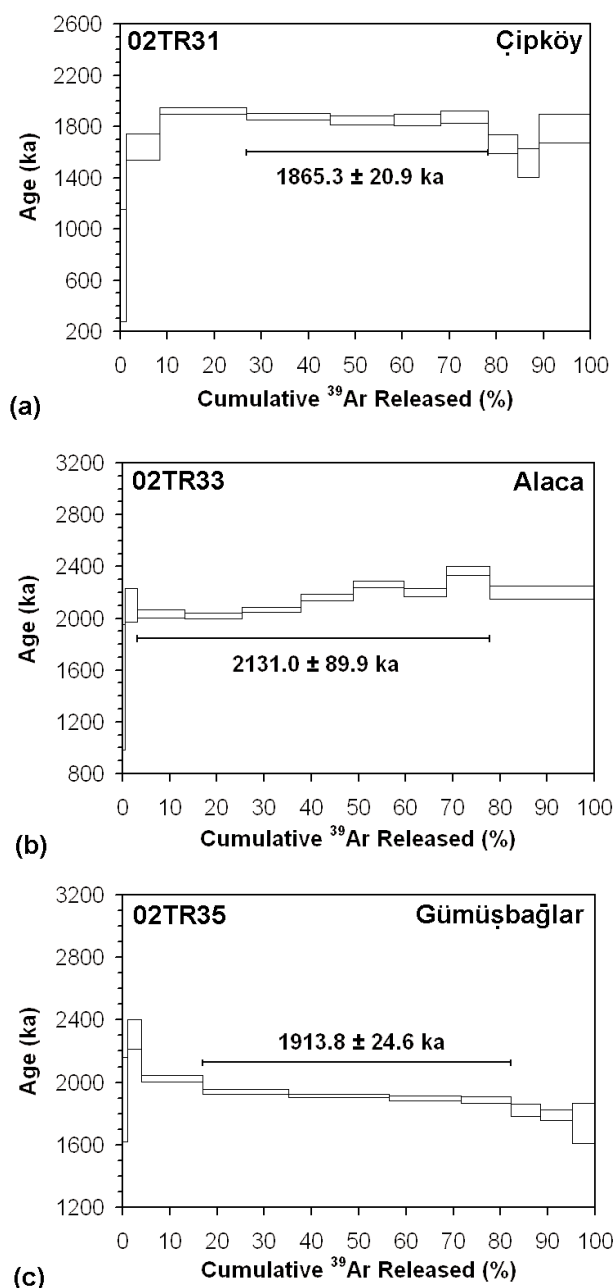 02TR31 Çipköy
2600
2200
1800
1400
1000
600
200
Age (ka)
1865.3 ± 20.9 ka
0 10 20 30 40 50 60 70 80 90 100
Cumulative ³⁹Ar Released (%)
(a)
02TR33 Alaca
3200
2800
2400
2000
1600
1200
800
Age (ka)
2131.0 ± 89.9 ka
0 10 20 30 40 50 60 70 80 90 100
Cumulative ³⁹Ar Released (%)
(b)
02TR35 Gümüşbağlar
3200
2800
2400
2000
1600
1200
Age (ka)
1913.8 ± 24.6 ka
0 10 20 30 40 50 60 70 80 90 100
Cumulative ³⁹Ar Released (%)
(c)